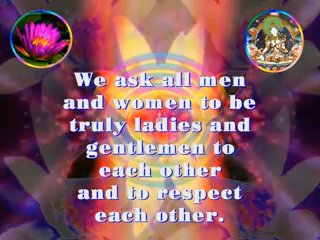 We ask all men
and women to be
truly ladies and
gentlemen to
each other
and to respect
each other.